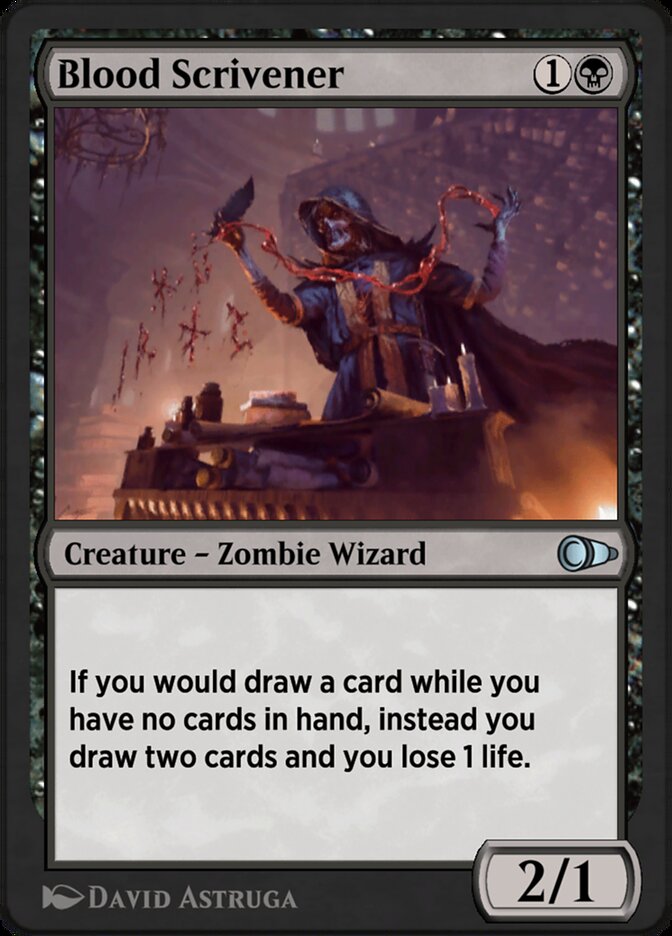 Blood Scrivener 1
Creature – Zombie Wizard
If you would draw a card while you
have no cards in hand, instead you
draw two cards and you lose 1 life.
2/1
David Astruga